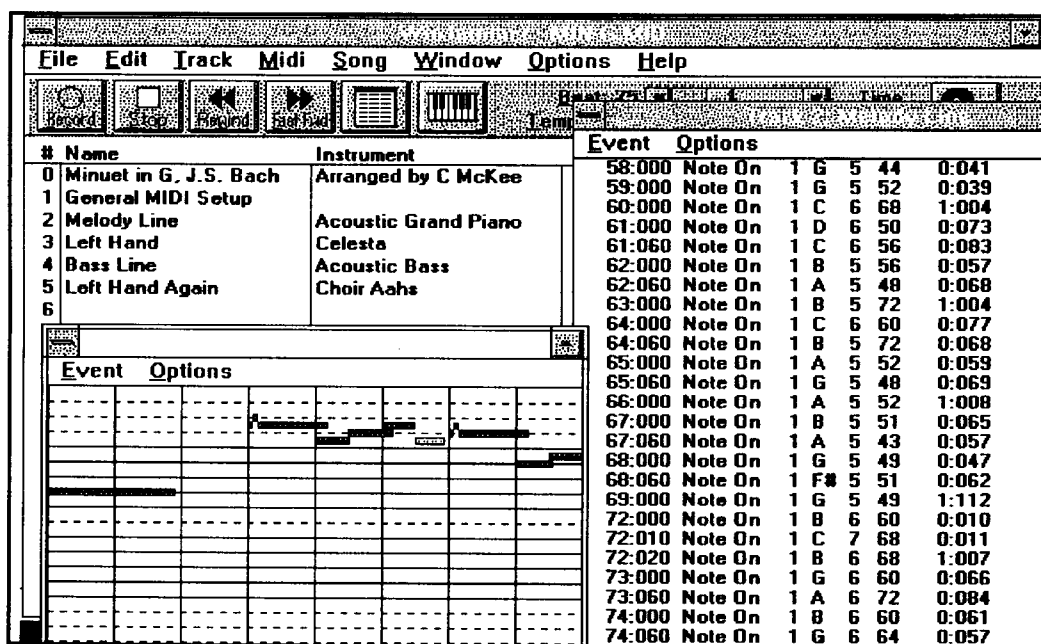 File Edit Track Midi Song Window Options Help
Record Stop Rewind Fast Fwd
Beat: 75 Time
Event Options
# Name Instrument
0 Minuet in G, J.S. Bach Arranged by C McKee
1 General MIDI Setup
2 Melody Line Acoustic Grand Piano
3 Left Hand Celesta
4 Bass Line Acoustic Bass
5 Left Hand Again Choir Aahs
6
Event Options
58:000 Note On 1 G 5 44 0:041
59:000 Note On 1 G 5 52 0:039
60:000 Note On 1 C 6 68 1:004
61:000 Note On 1 D 6 50 0:073
61:060 Note On 1 C 6 56 0:083
62:000 Note On 1 B 5 56 0:057
62:060 Note On 1 A 5 48 0:068
63:000 Note On 1 B 5 72 1:004
64:000 Note On 1 C 6 60 0:077
64:060 Note On 1 B 5 72 0:068
65:000 Note On 1 A 5 52 0:059
65:060 Note On 1 G 5 48 0:069
66:000 Note On 1 A 5 52 1:008
67:000 Note On 1 B 5 51 0:065
67:060 Note On 1 A 5 43 0:057
68:000 Note On 1 G 5 49 0:047
68:060 Note On 1 F# 5 51 0:062
69:000 Note On 1 G 5 49 1:112
72:000 Note On 1 B 6 60 0:010
72:010 Note On 1 C 7 68 0:011
72:020 Note On 1 B 6 68 1:007
73:000 Note On 1 G 6 60 0:066
73:060 Note On 1 A 6 72 0:084
74:000 Note On 1 B 6 60 0:061
74:060 Note On 1 G 6 64 0:057